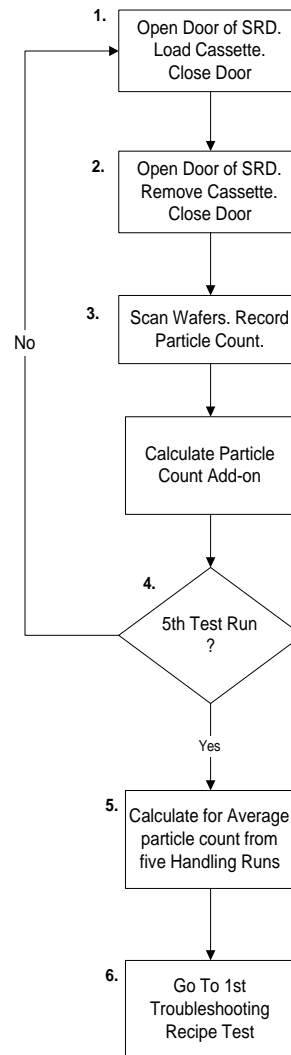 1.
Open Door of SRD.
Load Cassette.
Close Door
2.
Open Door of SRD.
Remove Cassette.
Close Door
3.
Scan Wafers. Record
Particle Count.
No
Calculate Particle
Count Add-on
4.
5th Test Run
?
Yes
5.
Calculate for Average
particle count from
five Handling Runs
6.
Go To 1st
Troubleshooting
Recipe Test